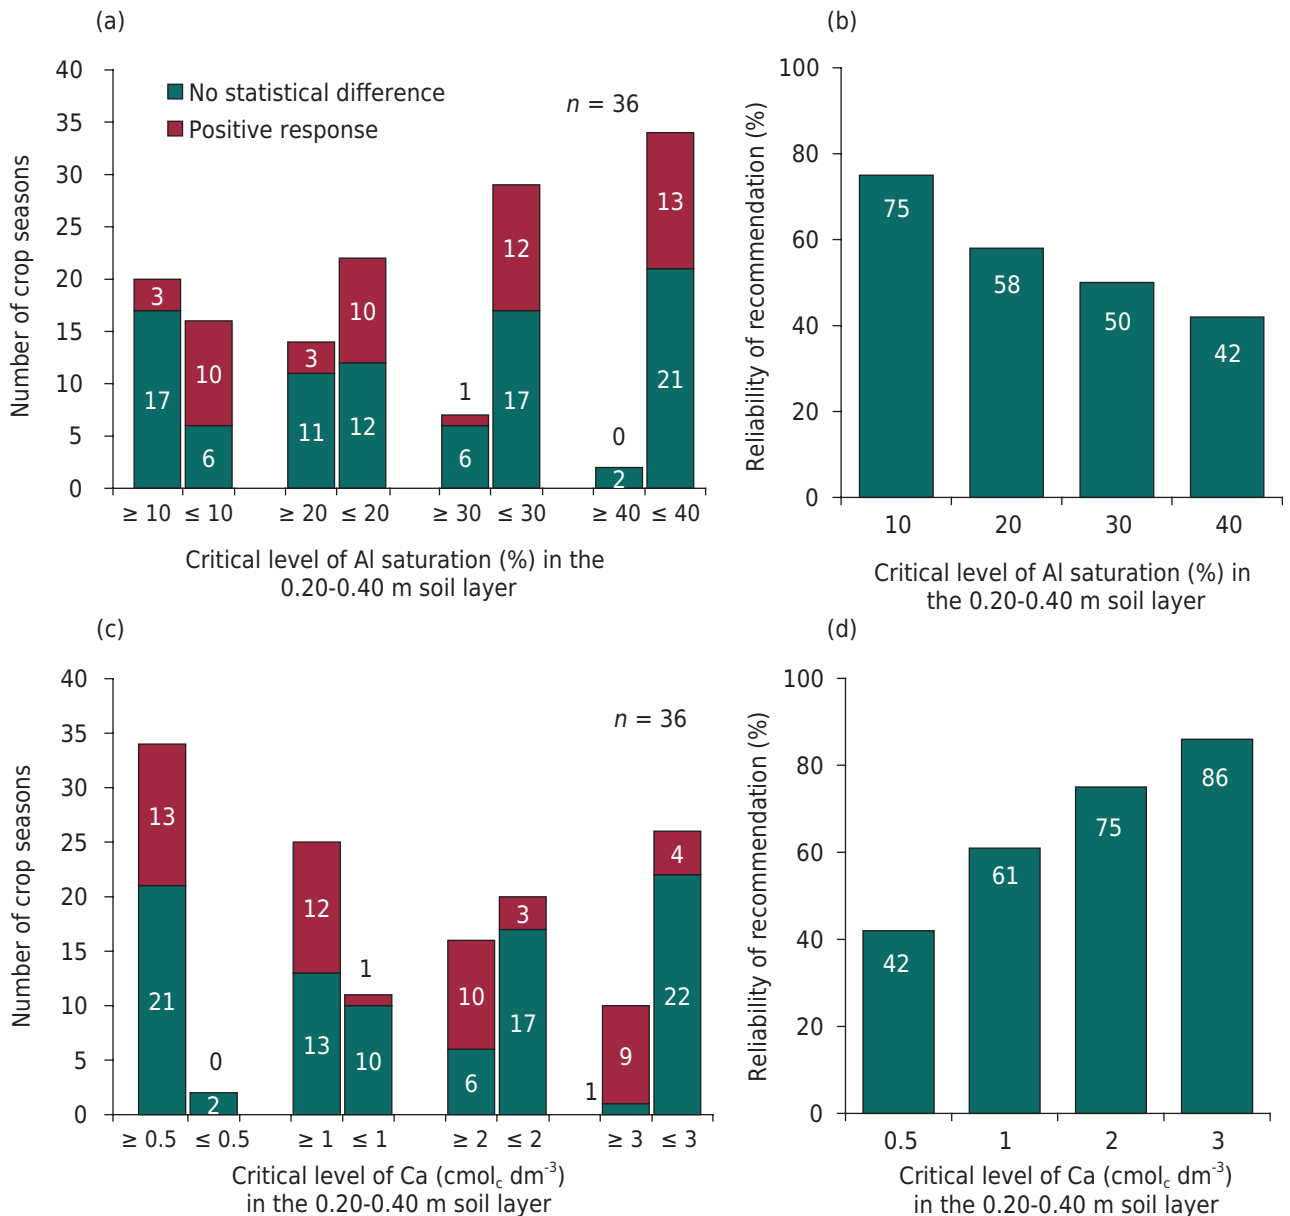 (a)
40
35
30
25
20
15
10
5
0
Number of crop seasons
No statistical difference
Positive response
n = 36
3
17
10
6
3
11
10
12
1
6
12
17
0
2
13
21
≥ 10 ≤ 10 ≥ 20 ≤ 20 ≥ 30 ≤ 30 ≥ 40 ≤ 40
Critical level of Al saturation (%) in the
0.20-0.40 m soil layer
(b)
100
80
60
40
20
0
Reliability of recommendation (%)
75
58
50
42
10 20 30 40
Critical level of Al saturation (%) in
the 0.20-0.40 m soil layer
(c)
40
35
30
25
20
15
10
5
0
Number of crop seasons
n = 36
13
21
0
2
12
13
1
10
10
6
3
17
9
1
4
22
≥ 0.5 ≤ 0.5 ≥ 1 ≤ 1 ≥ 2 ≤ 2 ≥ 3 ≤ 3
Critical level of Ca (cmol_c dm⁻³)
in the 0.20-0.40 m soil layer
(d)
100
80
60
40
20
0
Reliability of recommendation (%)
42
61
75
86
0.5 1 2 3
Critical level of Ca (cmol_c dm⁻³)
in the 0.20-0.40 m soil layer